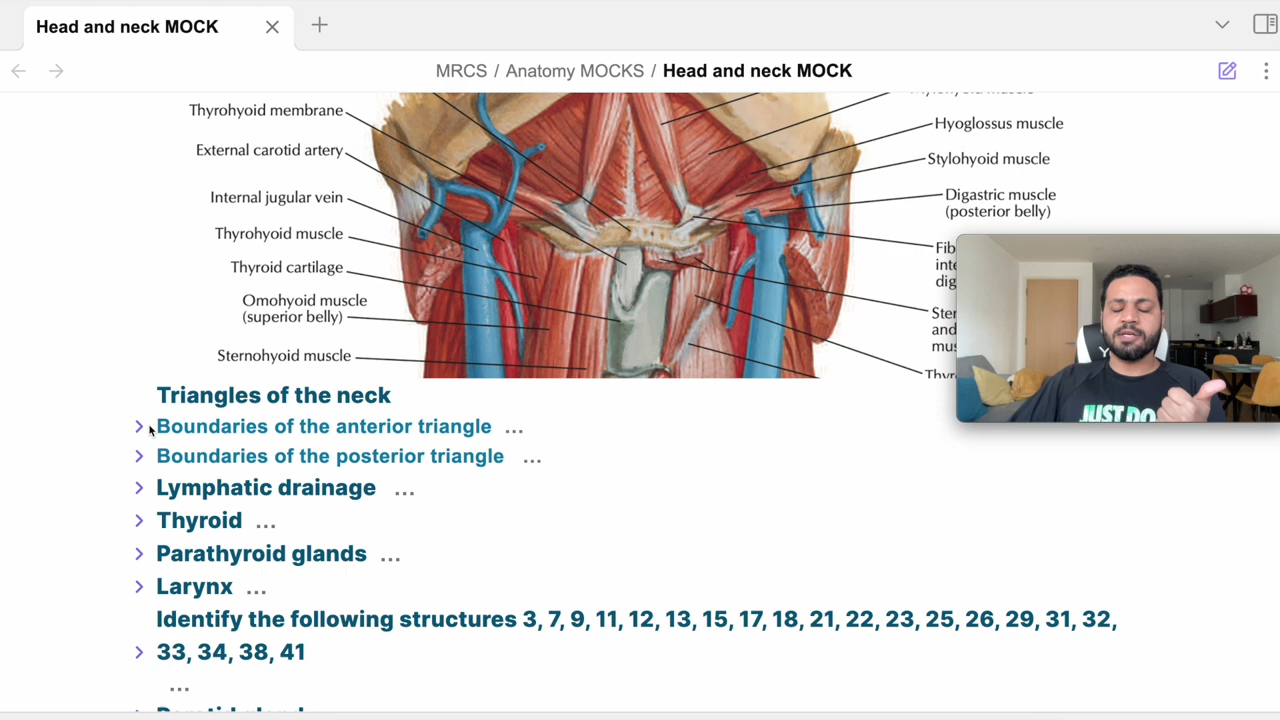 Head and neck MOCK
MRCS / Anatomy MOCKS / Head and neck MOCK
Thyrohyoid membrane
External carotid artery
Internal jugular vein
Thyrohyoid muscle
Thyroid cartilage
Omohyoid muscle
(superior belly)
Sternohyoid muscle
Hyoglossus muscle
Stylohyoid muscle
Digastric muscle
(posterior belly)
JUST DO
Triangles of the neck
Boundaries of the anterior triangle ...
Boundaries of the posterior triangle ...
Lymphatic drainage ...
Thyroid ...
Parathyroid glands ...
Larynx ...
Identify the following structures 3, 7, 9, 11, 12, 13, 15, 17, 18, 21, 22, 23, 25, 26, 29, 31, 32,
33, 34, 38, 41
...